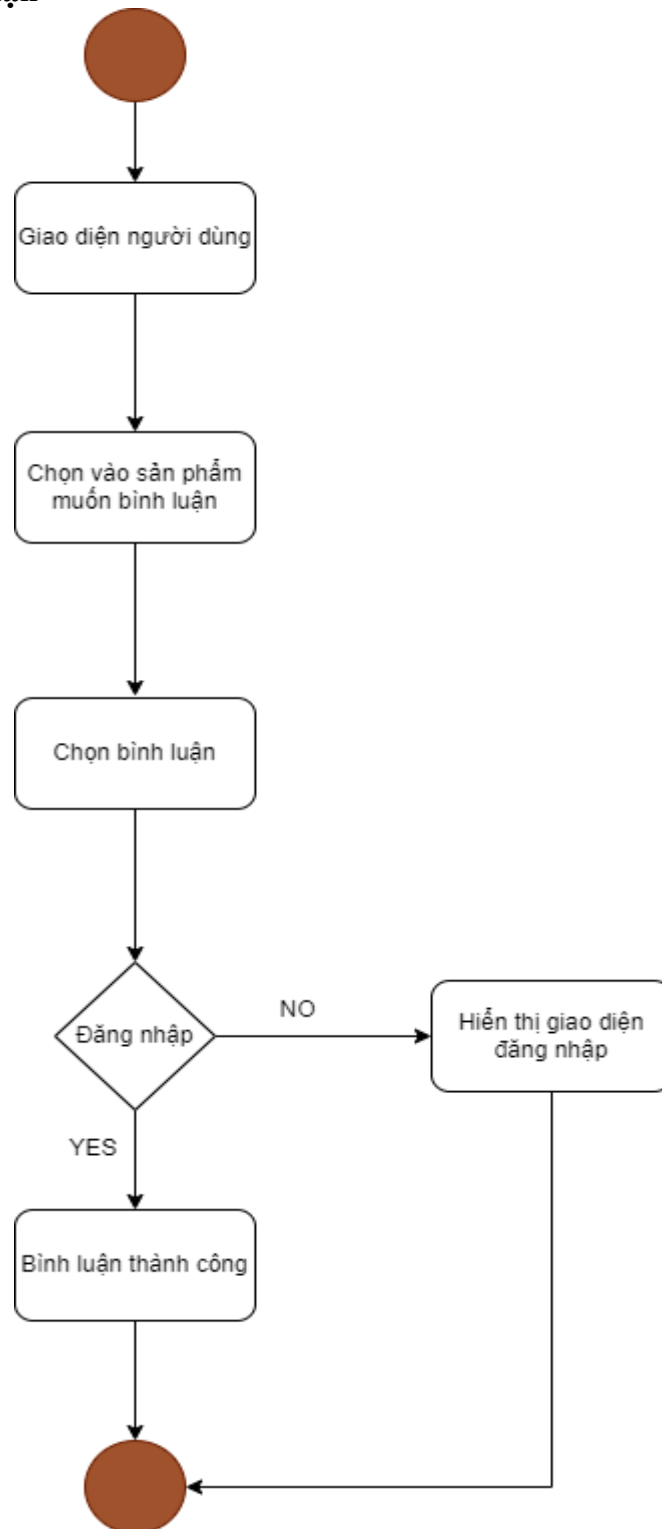 Giao diện người dùng
Chọn vào sản phẩm
muốn bình luận
Chọn bình luận
Đăng nhập
NO
Hiển thị giao diện
đăng nhập
YES
Bình luận thành công